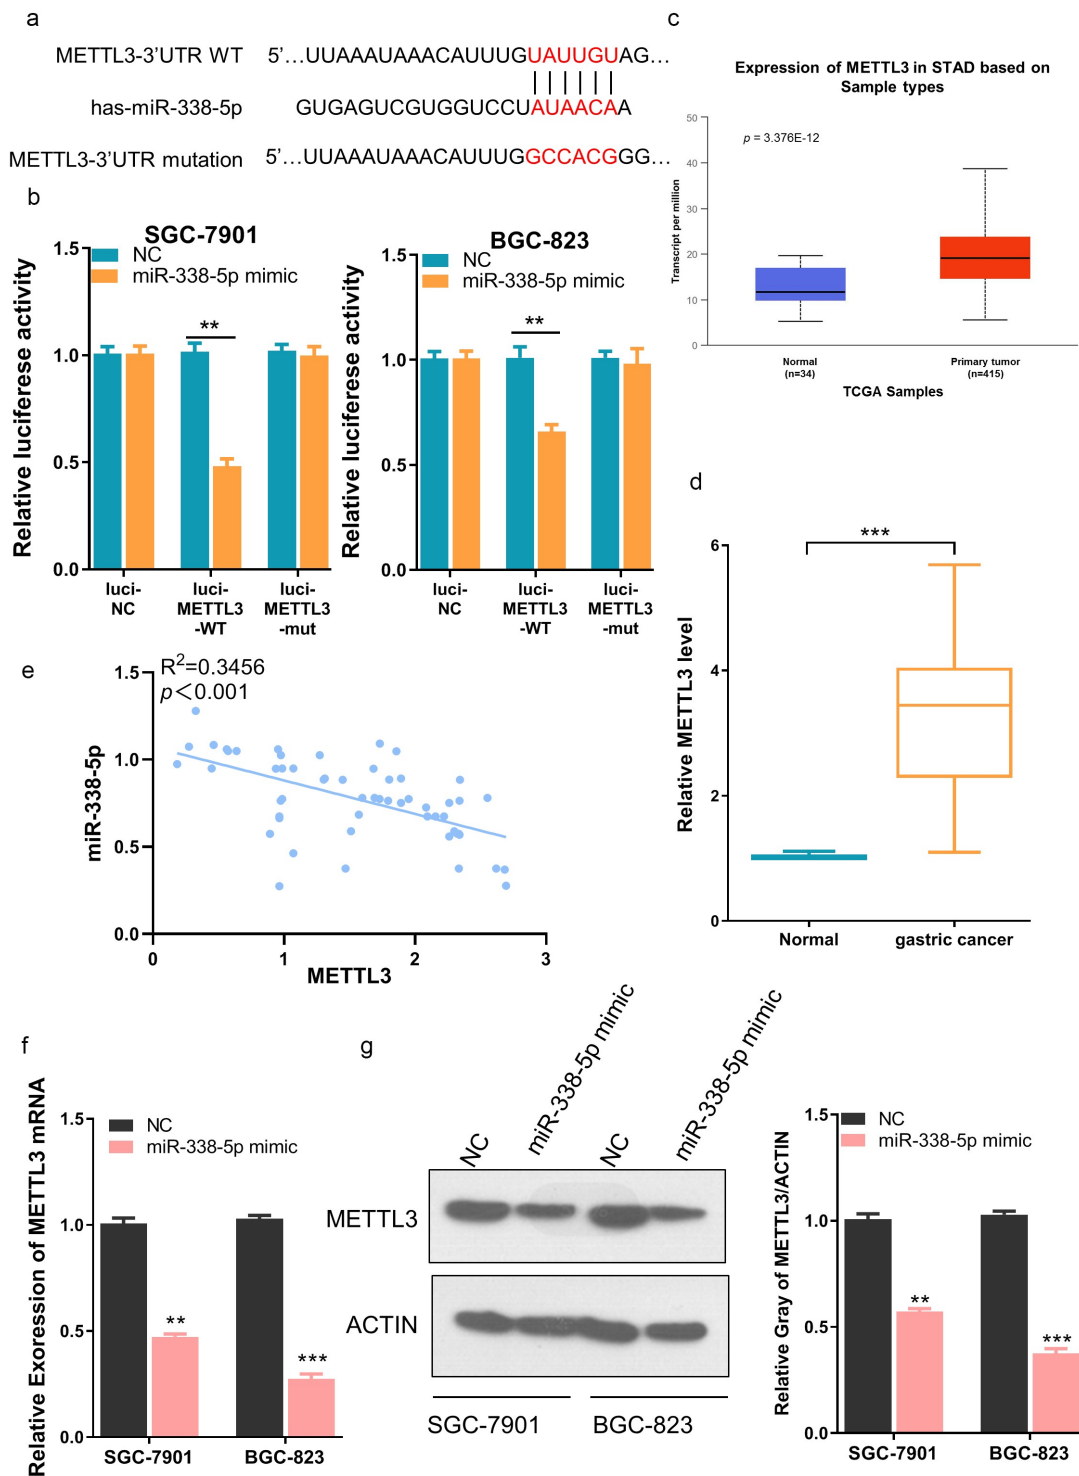 a
METTL3-3'UTR WT 5'...UUAAAUAAACAUUUGUAUUGUAG...
has-miR-338-5p GUGAGUCGUGGUCCUAUAACAA
METTL3-3'UTR mutation 5'...UUAAAUAAACAUUUGGCCACGGG...
b
SGC-7901
NC
miR-338-5p mimic
Relative luciferese activity
1.5
1.0
0.5
0.0
luci-
NC
luci-
METTL3
-WT
luci-
METTL3
-mut
**
BGC-823
NC
miR-338-5p mimic
Relative luciferese activity
1.5
1.0
0.5
0.0
luci-
NC
luci-
METTL3
-WT
luci-
METTL3
-mut
**
c
Expression of METTL3 in STAD based on
Sample types
p = 3.376E-12
Transcript per million
50
40
30
20
10
0
Normal
(n=34)
Primary tumor
(n=415)
TCGA Samples
d
***
Relative METTL3 level
6
4
2
0
Normal
gastric cancer
e
R2=0.3456
p<0.001
miR-338-5p
1.5
1.0
0.5
0.0
0
1
2
3
METTL3
f
Relative Exoression of METTL3 mRNA
NC
miR-338-5p mimic
1.5
1.0
0.5
0.0
**
***
SGC-7901
BGC-823
g
NC
miR-338-5p mimic
NC
miR-338-5p mimic
METTL3
ACTIN
SGC-7901
BGC-823
Relative Gray of METTL3/ACTIN
NC
miR-338-5p mimic
1.5
1.0
0.5
0.0
**
***
SGC-7901
BGC-823